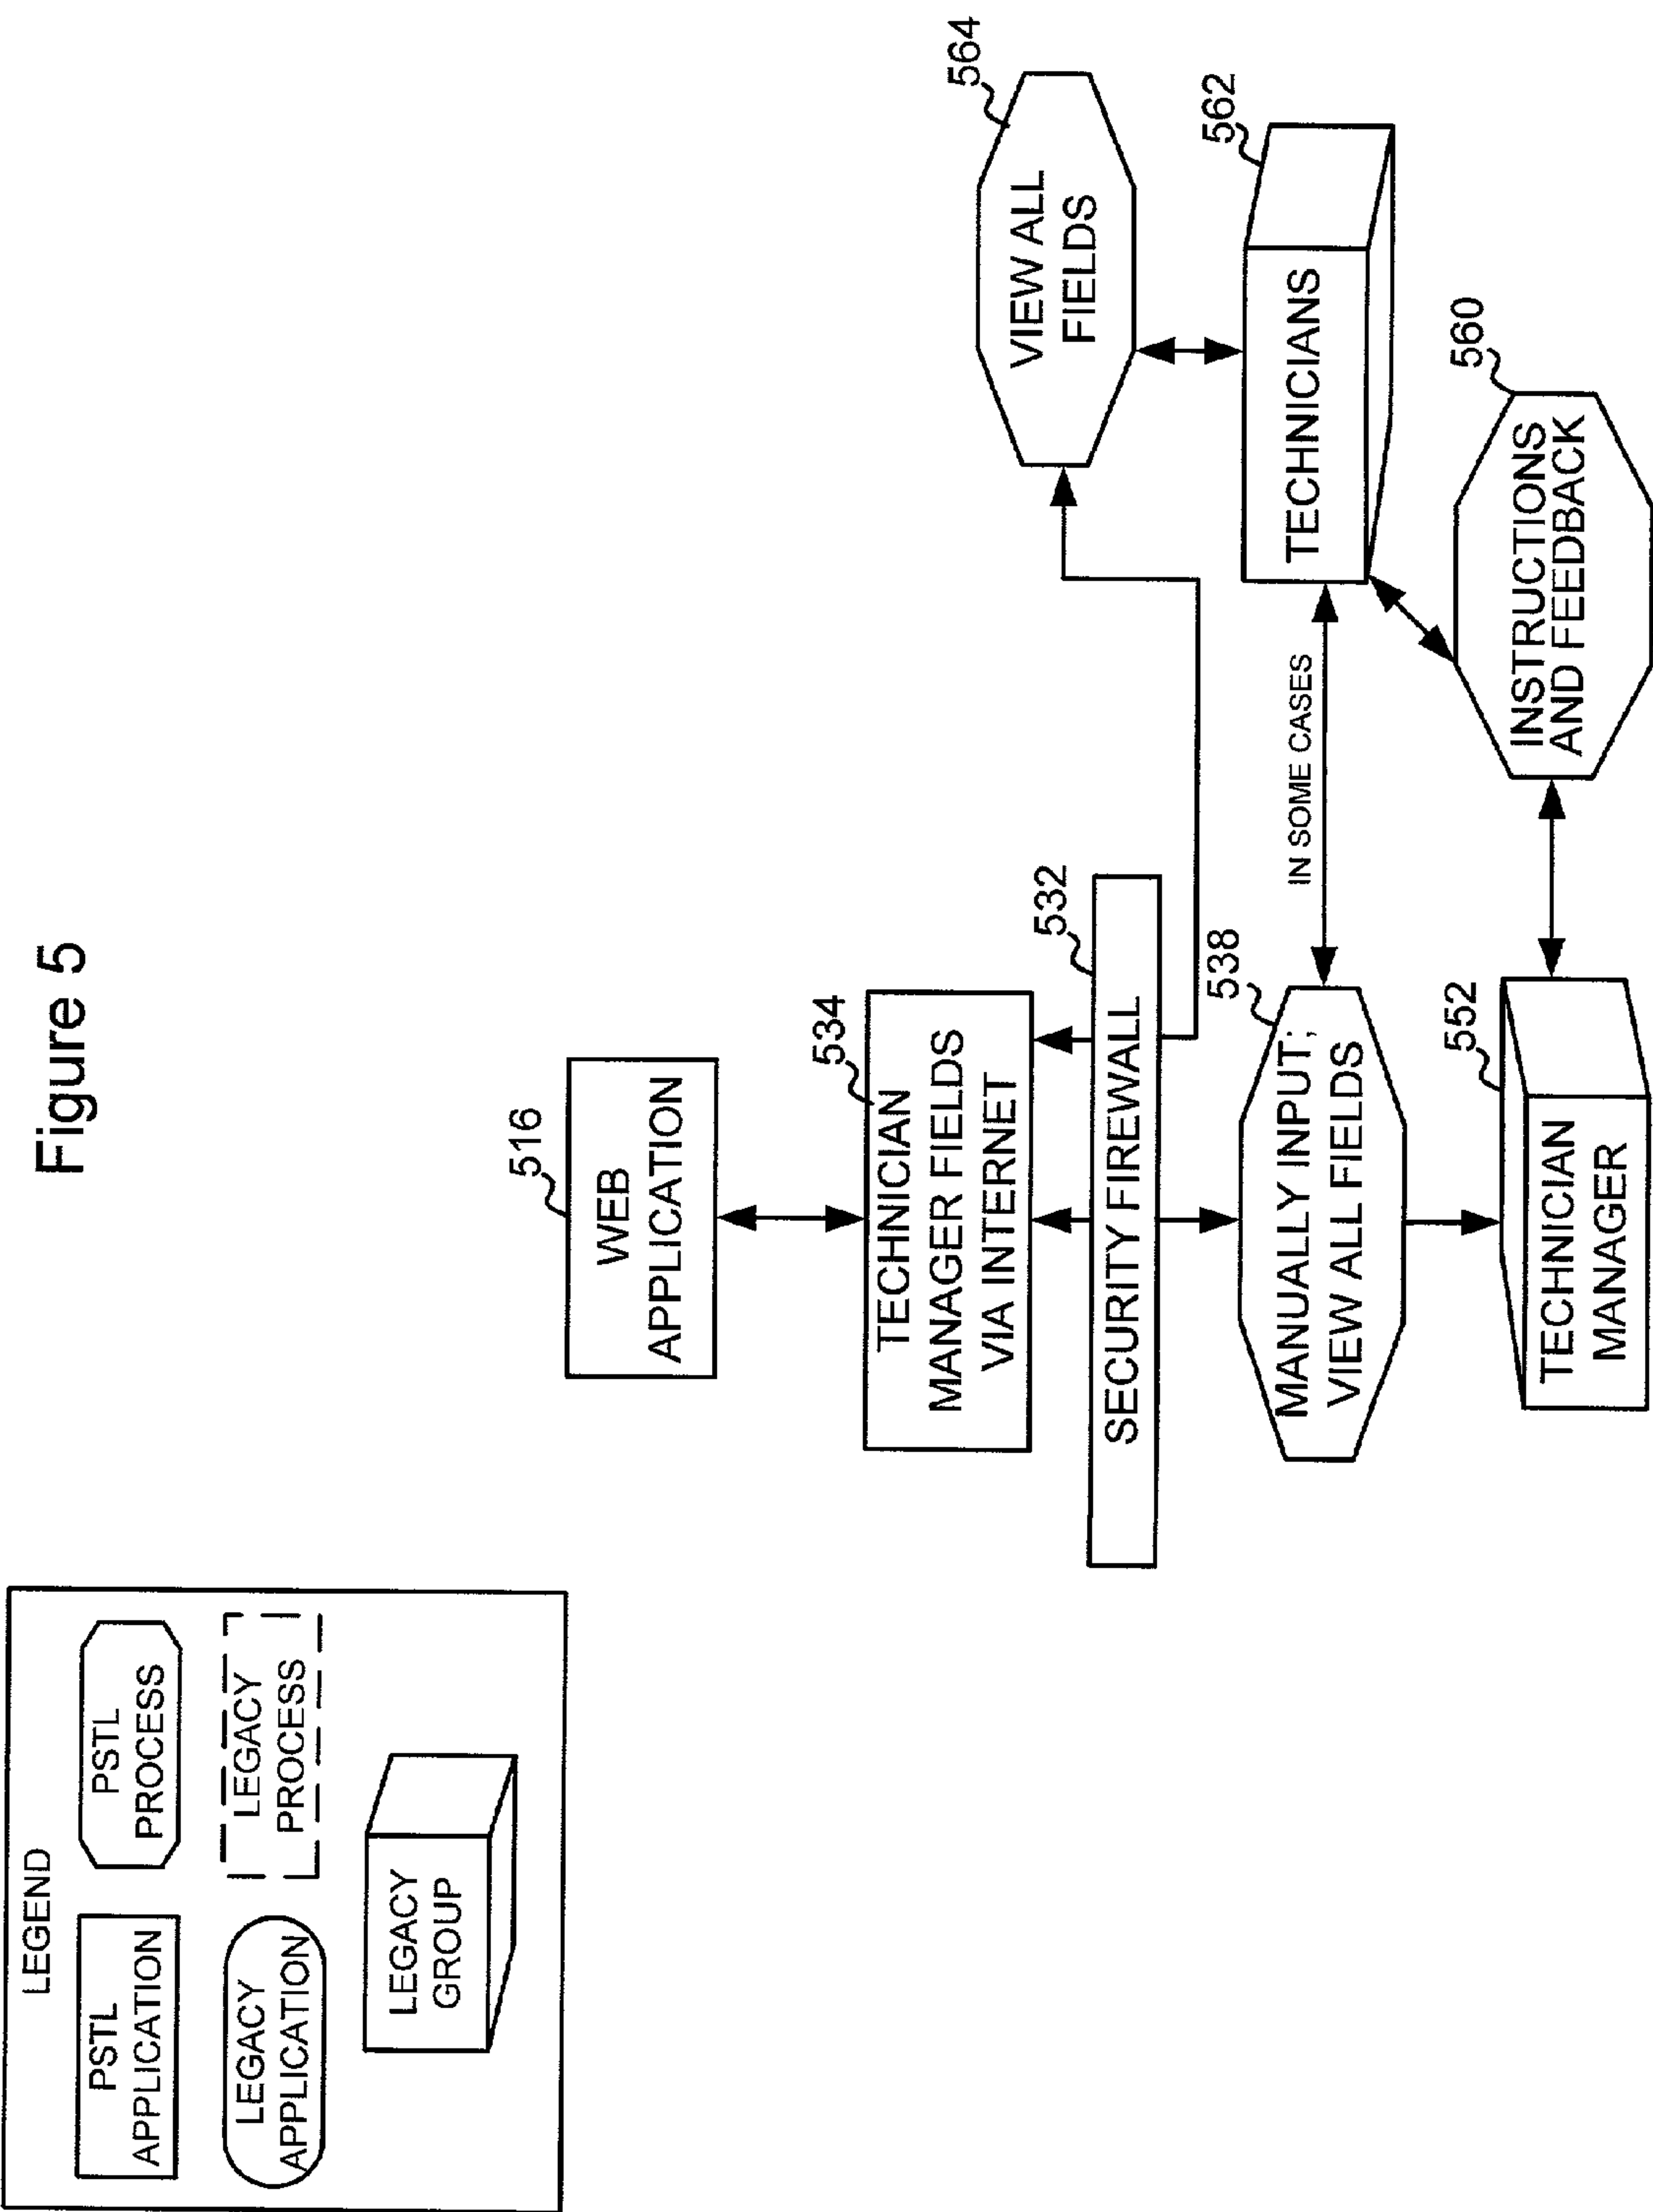 Figure 5
LEGEND
PSTL
APPLICATION
PSTL
PROCESS
LEGACY
APPLICATION
LEGACY
PROCESS
LEGACY
GROUP
516
WEB
APPLICATION
534
TECHNICIAN
MANAGER FIELDS
VIA INTERNET
532
SECURITY FIREWALL
538
MANUALLY INPUT;
VIEW ALL FIELDS
552
TECHNICIAN
MANAGER
IN SOME CASES
564
VIEW ALL
FIELDS
562
TECHNICIANS
560
INSTRUCTIONS
AND FEEDBACK